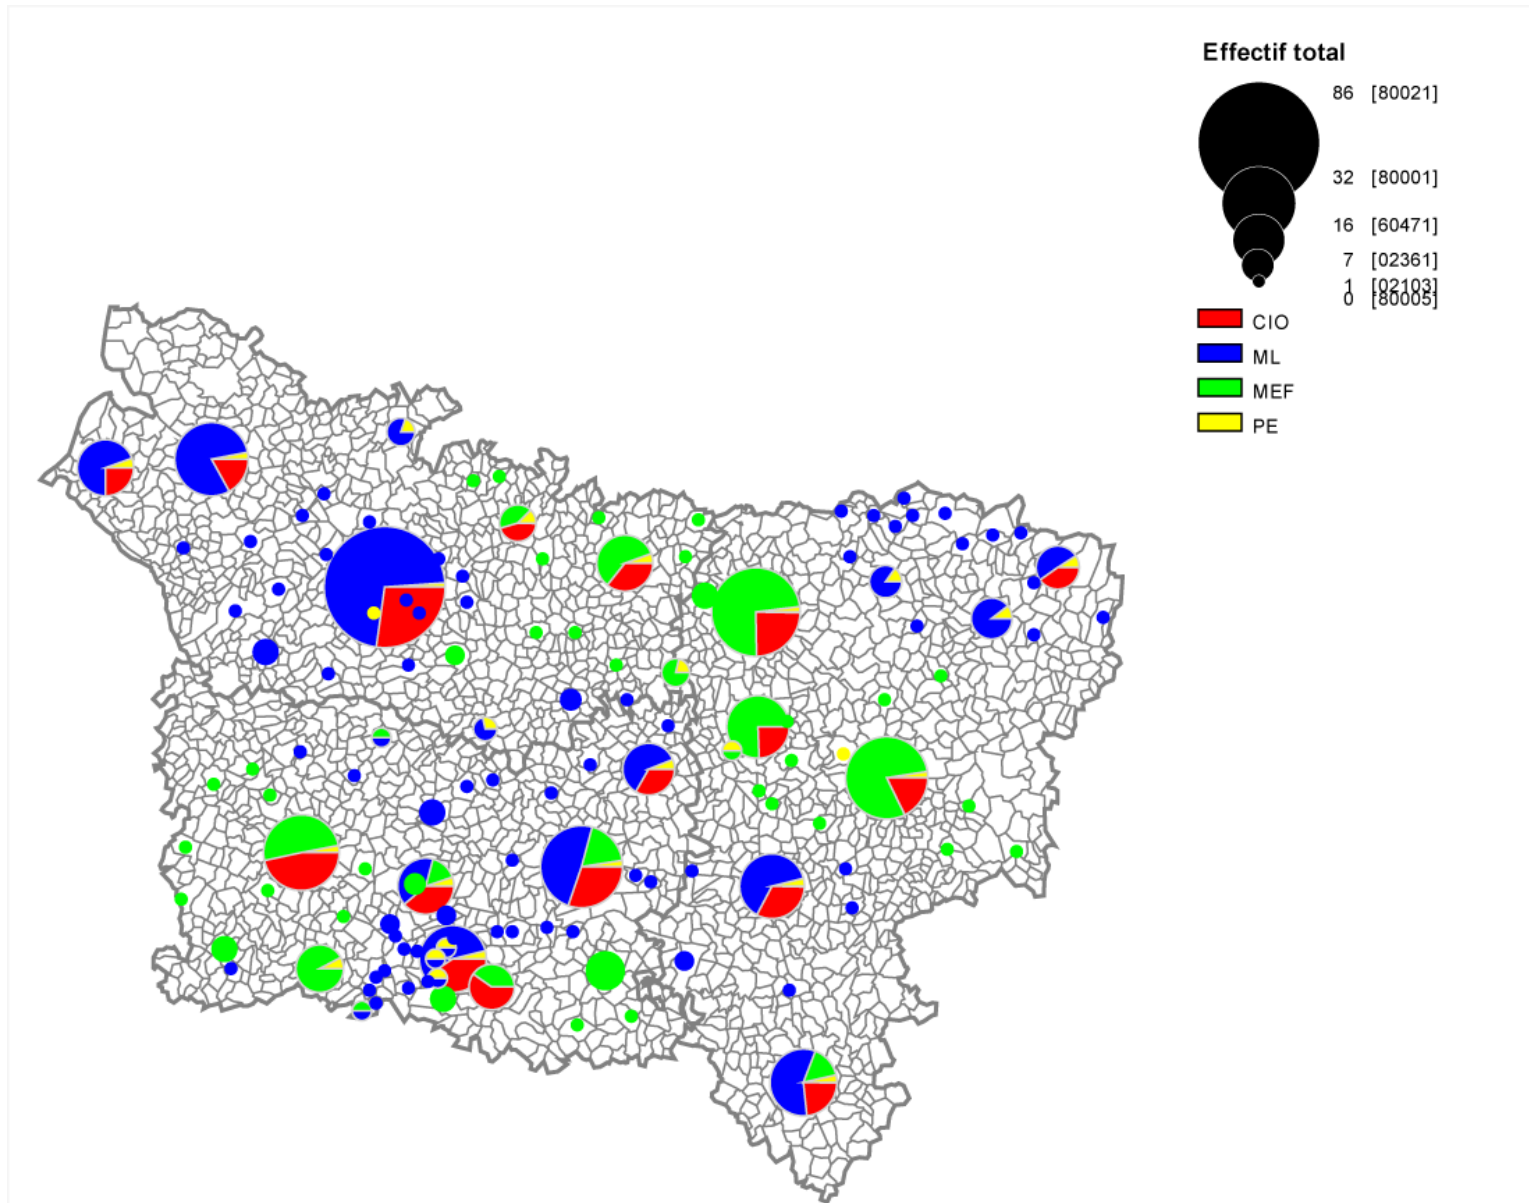 Effectif total
86 [80021]
32 [80001]
16 [60471]
7 [02361]
1 [02103]
0 [80005]
CIO
ML
MEF
PE